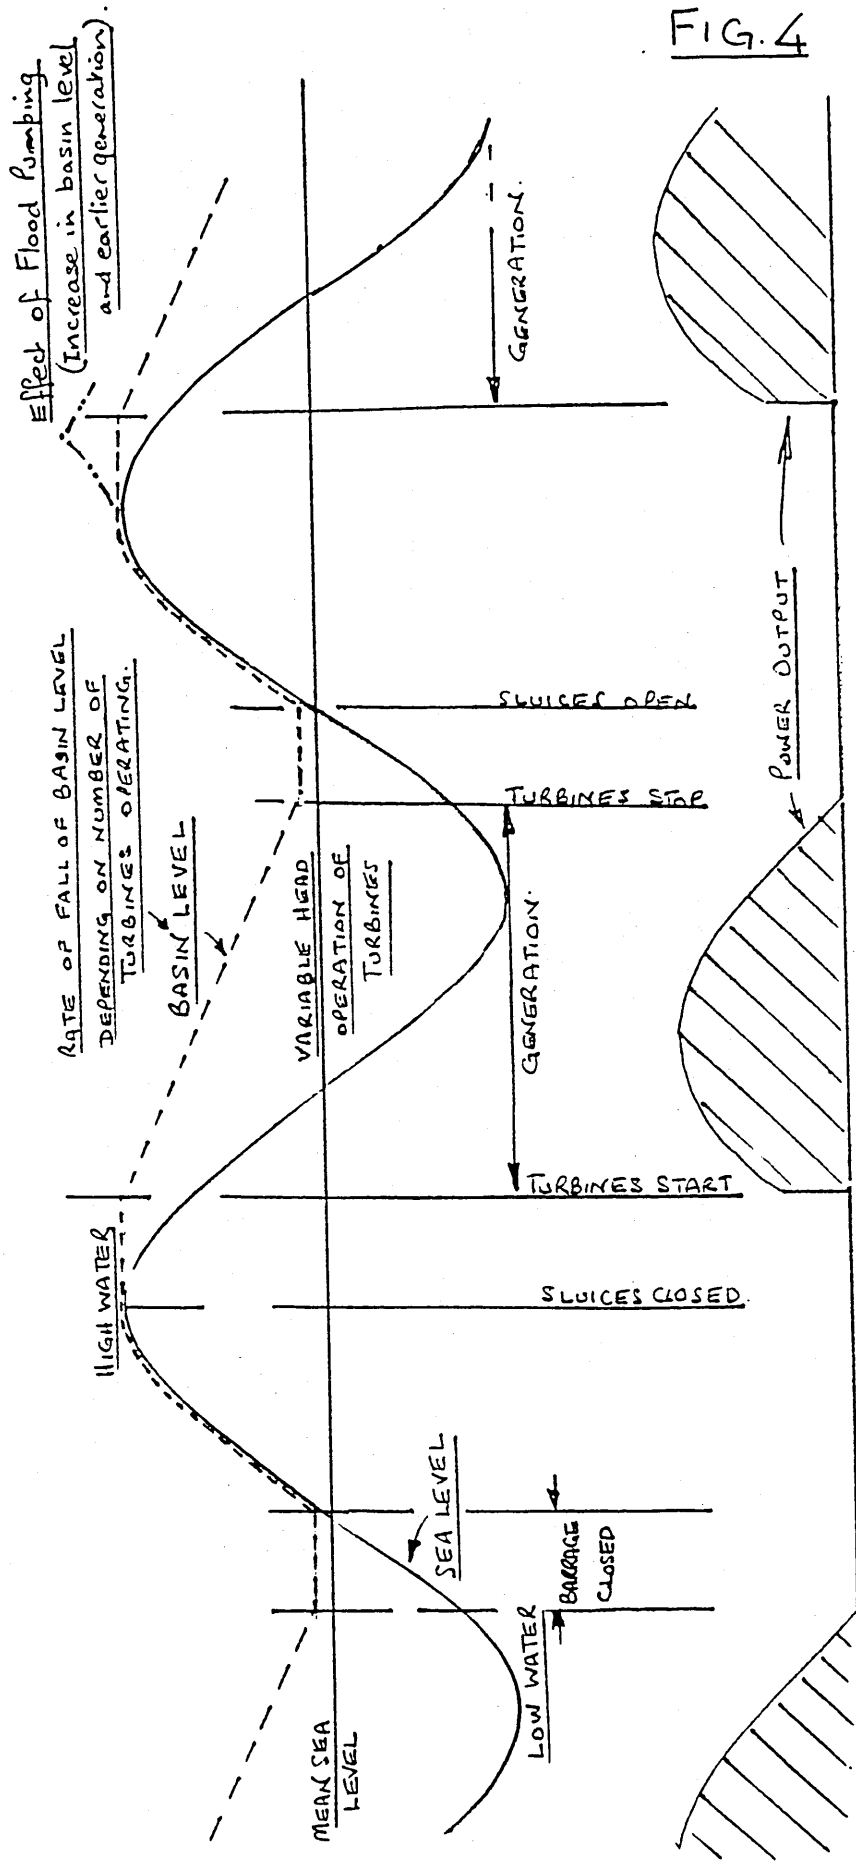 FIG. 4
Effect of Flood Pumping
(Increase in basin level
and earlier generation).
RATE OF FALL OF BASIN LEVEL
DEPENDING ON NUMBER OF
TURBINES OPERATING.
BASIN LEVEL
HIGH WATER
VARIABLE HEAD
OPERATION OF
TURBINES
MEAN SEA
LEVEL
SEA LEVEL
LOW WATER
BARRAGE
CLOSED
SLUICES CLOSED
TURBINES START
GENERATION
TURBINES STOP
SLUICES OPEN
GENERATION.
POWER OUTPUT